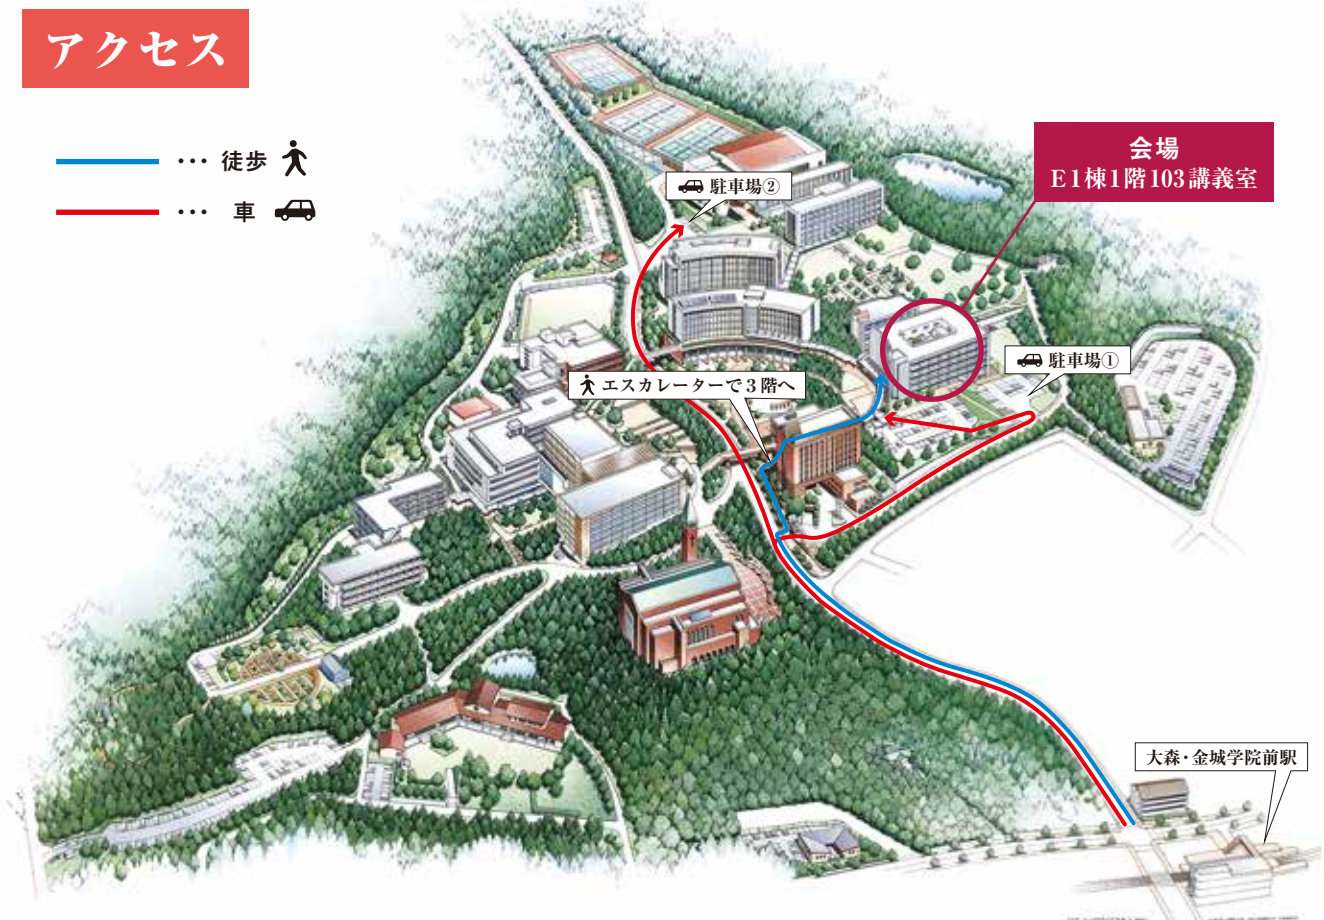 アクセス
… 徒歩
… 車
会場
E1棟1階103講義室
駐車場②
駐車場①
エスカレーターで3階へ
大森・金城学院前駅